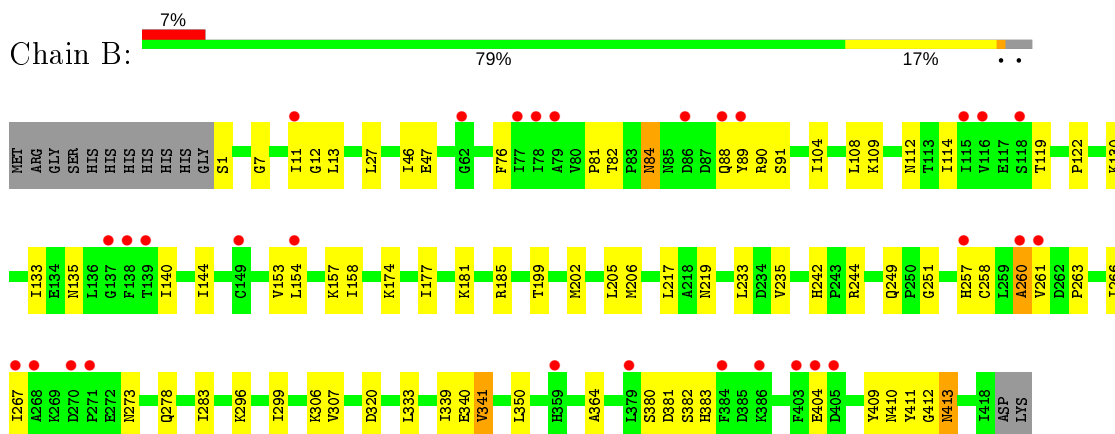 7%
Chain B:
79% 17% • •
MET ARG GLY SER HIS HIS HIS HIS HIS HIS GLY S1 G7 I11 G12 L13 L27 I46 E47 G62 F76 I77 I78 A79 V80 P81 T82 P83 N84 N85 D86 D87 Q88 Y89 R90 S91 I104 L108 K109 N112 T113 I114 I115 V116 E117 S118 T119 P122 K130
I133 E134 N135 L136 G137 F138 T139 I140 I144 C149 V153 L154 K157 I158 K174 I177 K181 R185 T199 M202 L205 M206 L217 A218 N219 L233 D234 V235 H242 P243 R244 Q249 P250 G251 H257 C258 L259 A260 V261 D262 P263 I266
I267 A268 K269 D270 P271 E272 N273 Q278 I283 K296 I299 K306 V307 D320 L333 I339 E340 V341 L350 H399 A364 L379 S380 D381 S382 H383 F384 D385 K386 F403 E404 D405 Y409 N410 Y411 G412 N413 I418 ASP LYS